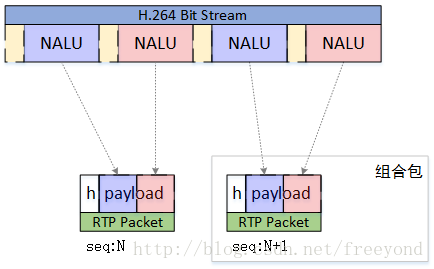 H.264 Bit Stream
NALU NALU NALU NALU
组合包
h payload h payload
RTP Packet RTP Packet
seq:N seq:N+1
http://blog.csdn.net/freeyond